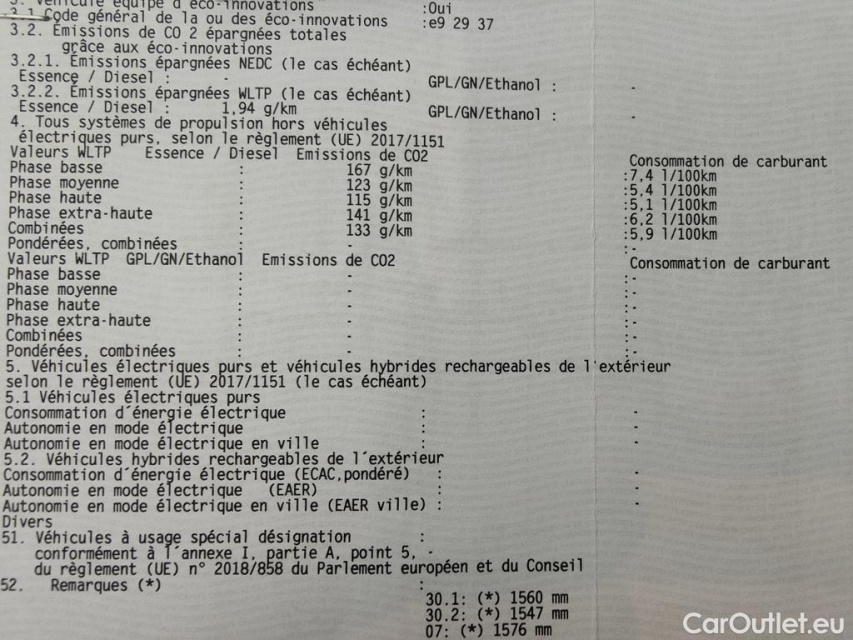 3. Véhicule équipé d'éco-innovations :Oui
3.1 Code général de la ou des éco-innovations :e9 29 37
3.2. Émissions de CO 2 épargnées totales
grâce aux éco-innovations
3.2.1. Émissions épargnées NEDC (le cas échéant)
Essence / Diesel : - GPL/GN/Ethanol : -
3.2.2. Émissions épargnées WLTP (le cas échéant)
Essence / Diesel : 1,94 g/km GPL/GN/Ethanol : -
4. Tous systèmes de propulsion hors véhicules
électriques purs, selon le règlement (UE) 2017/1151
Valeurs WLTP Essence / Diesel Emissions de CO2 Consommation de carburant
Phase basse : 167 g/km :7,4 l/100km
Phase moyenne : 123 g/km :5,4 l/100km
Phase haute : 115 g/km :5,1 l/100km
Phase extra-haute : 141 g/km :6,2 l/100km
Combinées : 133 g/km :5,9 l/100km
Pondérées, combinées : - :-
Valeurs WLTP GPL/GN/Ethanol Emissions de CO2 Consommation de carburant
Phase basse : - :-
Phase moyenne : - :-
Phase haute : - :-
Phase extra-haute : - :-
Combinées : - :-
Pondérées, combinées : - :-
5. Véhicules électriques purs et véhicules hybrides rechargeables de l'extérieur
selon le règlement (UE) 2017/1151 (le cas échéant)
5.1 Véhicules électriques purs
Consommation d´énergie électrique : -
Autonomie en mode électrique : -
Autonomie en mode électrique en ville : -
5.2. Véhicules hybrides rechargeables de l´extérieur
Consommation d´énergie électrique (ECAC,pondéré) : -
Autonomie en mode électrique (EAER) : -
Autonomie en mode électrique en ville (EAER ville) : -
Divers
51. Véhicules à usage spécial désignation :
conformément à l´annexe I, partie A, point 5, -
du règlement (UE) n° 2018/858 du Parlement européen et du Conseil
52. Remarques (*) :
30.1: (*) 1560 mm
30.2: (*) 1547 mm
07: (*) 1576 mm
CarOutlet.eu